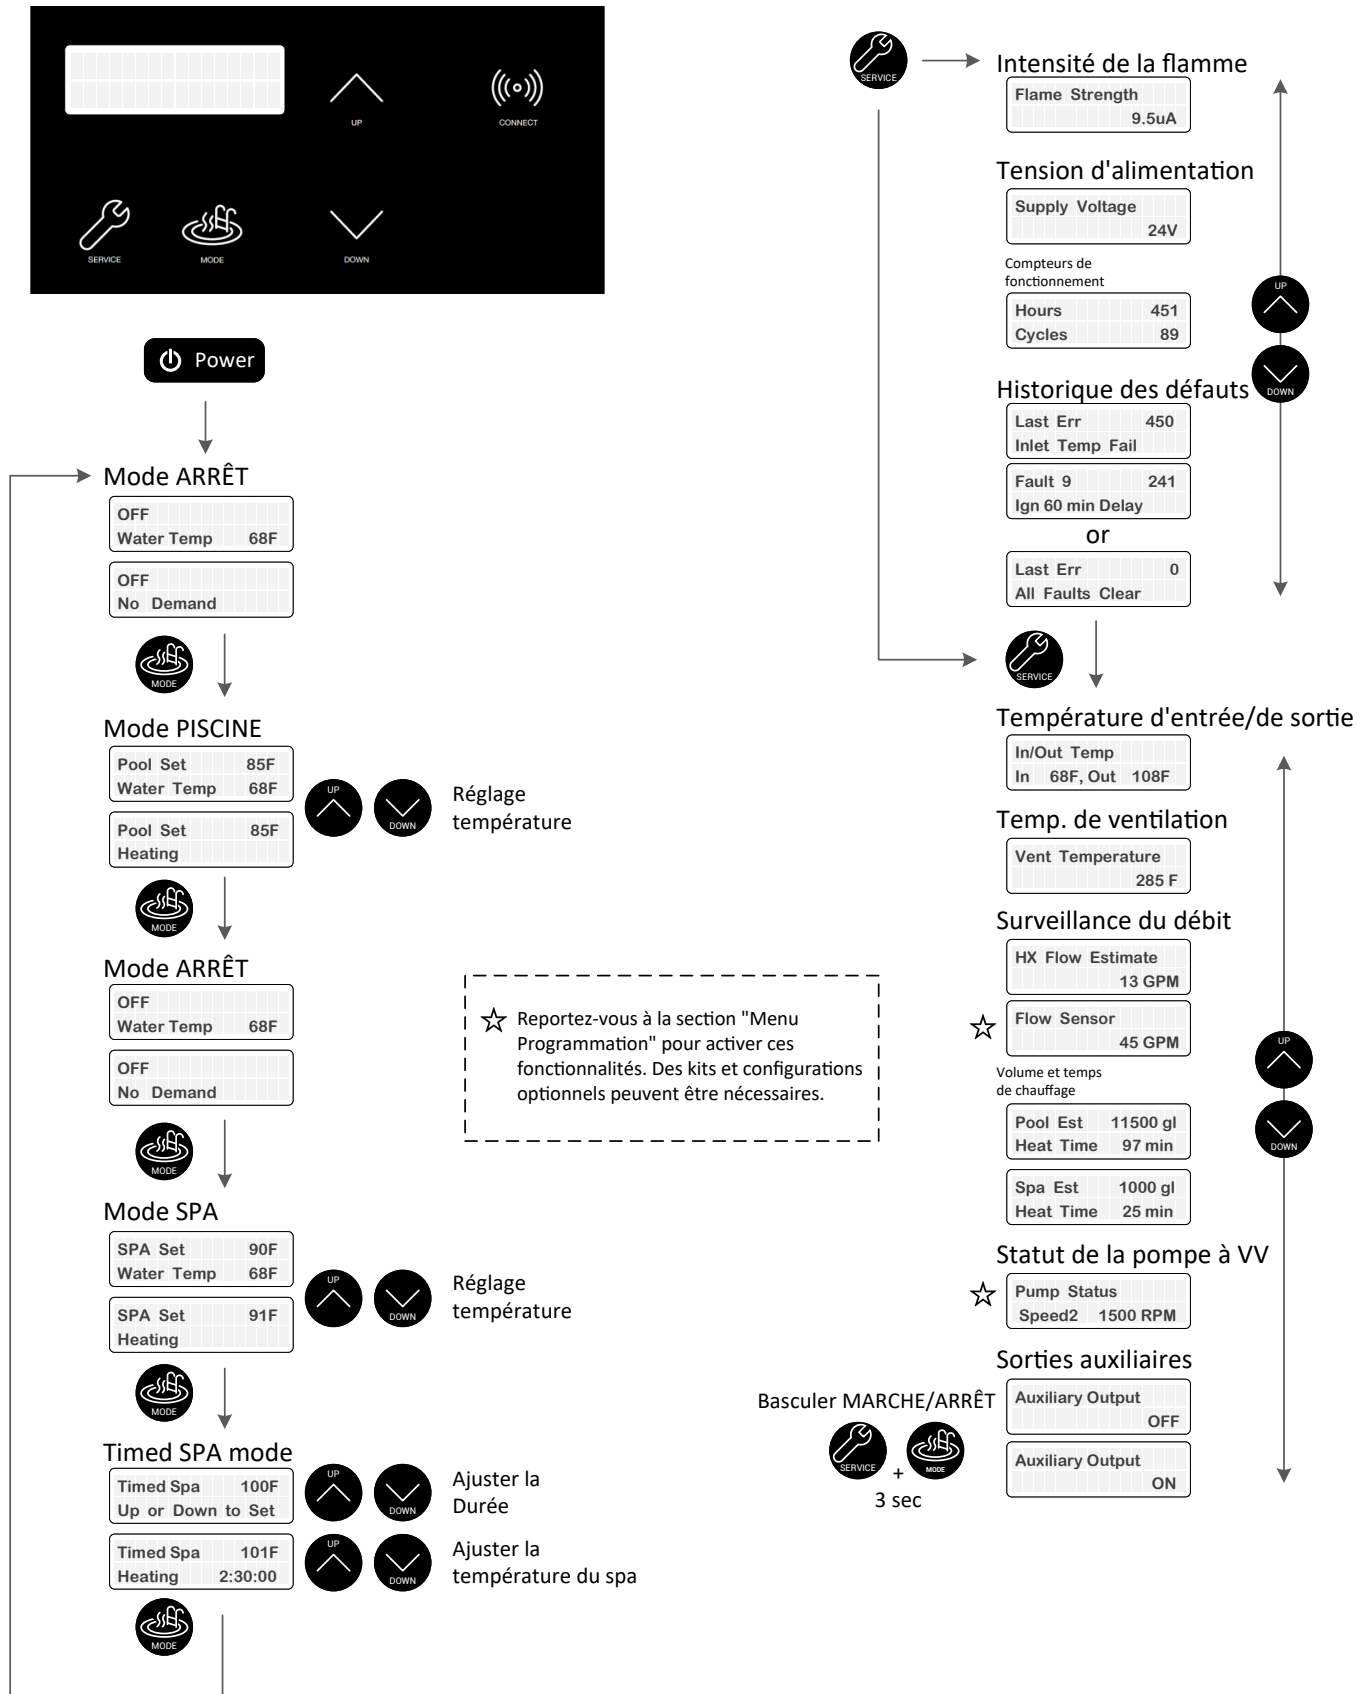 UP
CONNECT
SERVICE
MODE
DOWN
Power
Mode ARRÊT
OFF
Water Temp 68F
OFF
No Demand
MODE
Mode PISCINE
Pool Set 85F
Water Temp 68F
Pool Set 85F
Heating
UP
DOWN
Réglage
température
MODE
Mode ARRÊT
OFF
Water Temp 68F
OFF
No Demand
MODE
Mode SPA
SPA Set 90F
Water Temp 68F
SPA Set 91F
Heating
UP
DOWN
Réglage
température
MODE
Timed SPA mode
Timed Spa 100F
Up or Down to Set
UP
DOWN
Ajuster la
Durée
Timed Spa 101F
Heating 2:30:00
UP
DOWN
Ajuster la
température du spa
MODE
Reportez-vous à la section "Menu
Programmation" pour activer ces
fonctionnalités. Des kits et configurations
optionnels peuvent être nécessaires.
SERVICE
Intensité de la flamme
Flame Strength
9.5uA
Tension d'alimentation
Supply Voltage
24V
Compteurs de
fonctionnement
Hours 451
Cycles 89
UP
DOWN
Historique des défauts
Last Err 450
Inlet Temp Fail
Fault 9 241
Ign 60 min Delay
or
Last Err 0
All Faults Clear
SERVICE
Température d'entrée/de sortie
In/Out Temp
In 68F, Out 108F
Temp. de ventilation
Vent Temperature
285 F
Surveillance du débit
HX Flow Estimate
13 GPM
Flow Sensor
45 GPM
Volume et temps
de chauffage
Pool Est 11500 gl
Heat Time 97 min
Spa Est 1000 gl
Heat Time 25 min
UP
DOWN
Statut de la pompe à VV
Pump Status
Speed2 1500 RPM
Sorties auxiliaires
Auxiliary Output
OFF
Auxiliary Output
ON
Basculer MARCHE/ARRÊT
SERVICE
+
MODE
3 sec